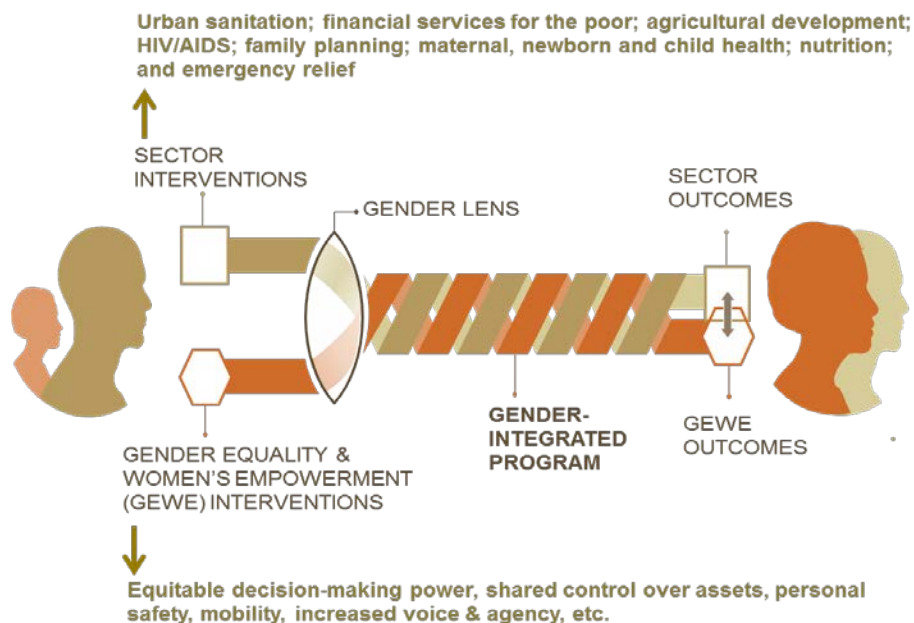 Urban sanitation; financial services for the poor; agricultural development;
HIV/AIDS; family planning; maternal, newborn and child health; nutrition;
and emergency relief
SECTOR
INTERVENTIONS
GENDER LENS
SECTOR
OUTCOMES
GENDER-
INTEGRATED
PROGRAM
GEWE
OUTCOMES
GENDER EQUALITY &
WOMEN'S EMPOWERMENT
(GEWE) INTERVENTIONS
Equitable decision-making power, shared control over assets, personal
safety, mobility, increased voice & agency, etc.